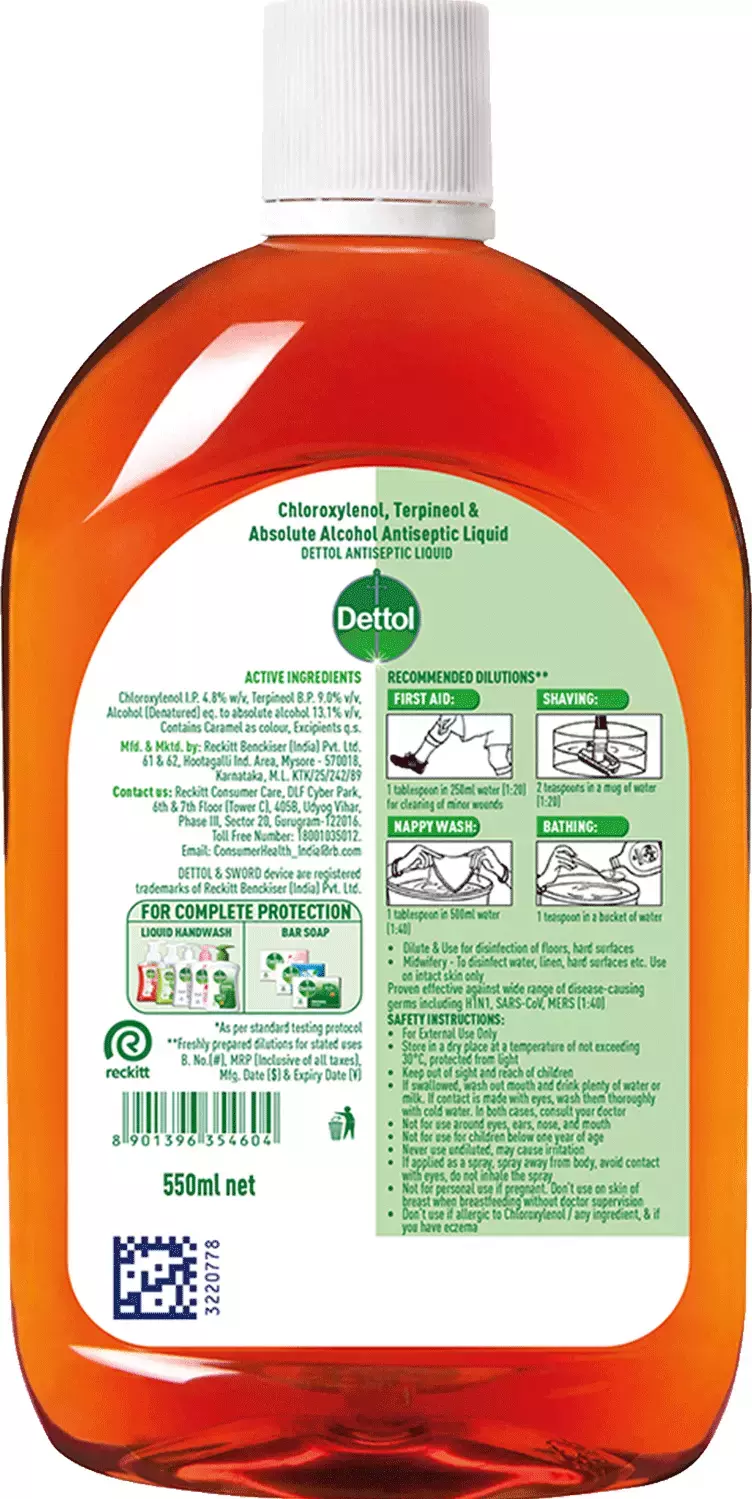 Chloroxylenol, Terpineol &
Absolute Alcohol Antiseptic Liquid
DETTOL ANTISEPTIC LIQUID
Dettol
ACTIVE INGREDIENTS
Chloroxylenol I.P. 4.8% w/v, Terpineol B.P. 9.0% v/v,
Alcohol (Denatured) eq. to absolute alcohol 13.1% v/v,
Contains Caramel as colour, Excipients q.s.
Mfd. & Mktd. by: Reckitt Benckiser (India) Pvt. Ltd.
61 & 62, Hootagalli Ind. Area, Mysore - 570018,
Karnataka, M.L. KTK/25/242/89
Contact us: Reckitt Consumer Care, DLF Cyber Park,
6th & 7th Floor (Tower C), 405B, Udyog Vihar,
Phase III, Sector 20, Gurugram-122016.
Toll Free Number: 18001035012.
Email: ConsumerHealth_India@rb.com
DETTOL & SWORD device are registered
trademarks of Reckitt Benckiser (India) Pvt. Ltd.
FOR COMPLETE PROTECTION
LIQUID HANDWASH
BAR SOAP
*As per standard testing protocol
**Freshly prepared dilutions for stated uses
B. No.(#), MRP (Inclusive of all taxes),
Mfg. Date ($) & Expiry Date (¥)
reckitt
8 901396 354604
550ml net
3220778
RECOMMENDED DILUTIONS**
FIRST AID:
1 tablespoon in 250ml water (1:20)
for cleaning of minor wounds
SHAVING:
2 teaspoons in a mug of water
(1:20)
NAPPY WASH:
1 tablespoon in 500ml water
(1:40)
BATHING:
1 teaspoon in a bucket of water
• Dilute & Use for disinfection of floors, hard surfaces
• Midwifery - To disinfect water, linen, hard surfaces etc. Use
on intact skin only
Proven effective against wide range of disease-causing
germs including H1N1, SARS-CoV, MERS (1:40)
SAFETY INSTRUCTIONS:
• For External Use Only
• Store in a dry place at a temperature of not exceeding
30°C, protected from light
• Keep out of sight and reach of children
• If swallowed, wash out mouth and drink plenty of water or
milk. If contact is made with eyes, wash them thoroughly
with cold water. In both cases, consult your doctor
• Not for use around eyes, ears, nose, and mouth
• Not for use for children below one year of age
• Never use undiluted, may cause irritation
• If applied as a spray, spray away from body, avoid contact
with eyes, do not inhale the spray
• Not for personal use if pregnant. Don't use on skin of
breast when breastfeeding without doctor supervision
• Don't use if allergic to Chloroxylenol / any ingredient, & if
you have eczema